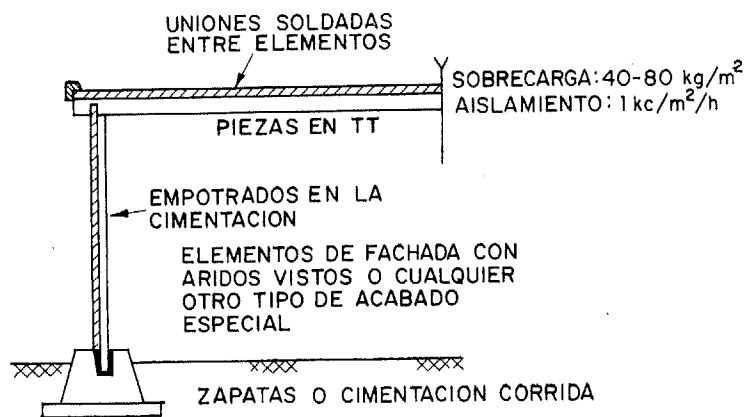 UNIONES SOLDADAS
ENTRE ELEMENTOS
SOBRECARGA: 40-80 kg/m²
AISLAMIENTO: 1 kc/m²/h
PIEZAS EN TT
EMPOTRADOS EN LA
CIMENTACION
ELEMENTOS DE FACHADA CON
ARIDOS VISTOS O CUALQUIER
OTRO TIPO DE ACABADO
ESPECIAL
ZAPATAS O CIMENTACION CORRIDA